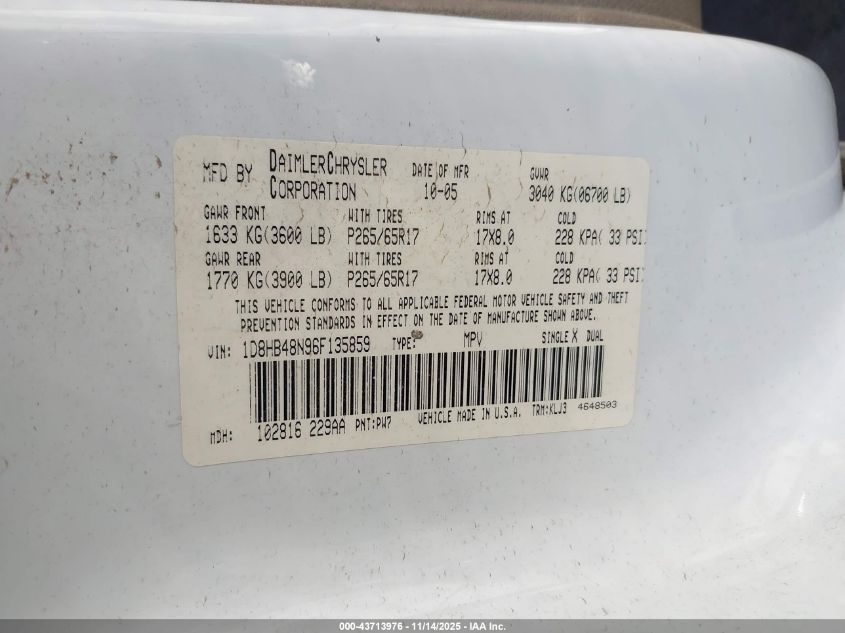 MFD BY DAIMLERCHRYSLER CORPORATION DATE OF MFR 10-05 GVWR 3040 KG(06700 LB)
GAWR FRONT WITH TIRES RIMS AT COLD
1633 KG(3600 LB) P265/65R17 17X8.0 228 KPA( 33 PSI)
GAWR REAR WITH TIRES RIMS AT COLD
1770 KG(3900 LB) P265/65R17 17X8.0 228 KPA( 33 PSI)
THIS VEHICLE CONFORMS TO ALL APPLICABLE FEDERAL MOTOR VEHICLE SAFETY AND THEFT
PREVENTION STANDARDS IN EFFECT ON THE DATE OF MANUFACTURE SHOWN ABOVE.
VIN: 1D8HB48N96F135859 TYPE: MPV SINGLE X DUAL
MDH: 102816 229AA PNT:PW7 VEHICLE MADE IN U.S.A. TRM:KLJ3 4648503
000-43713976 | 11/14/2025 | IAA Inc.